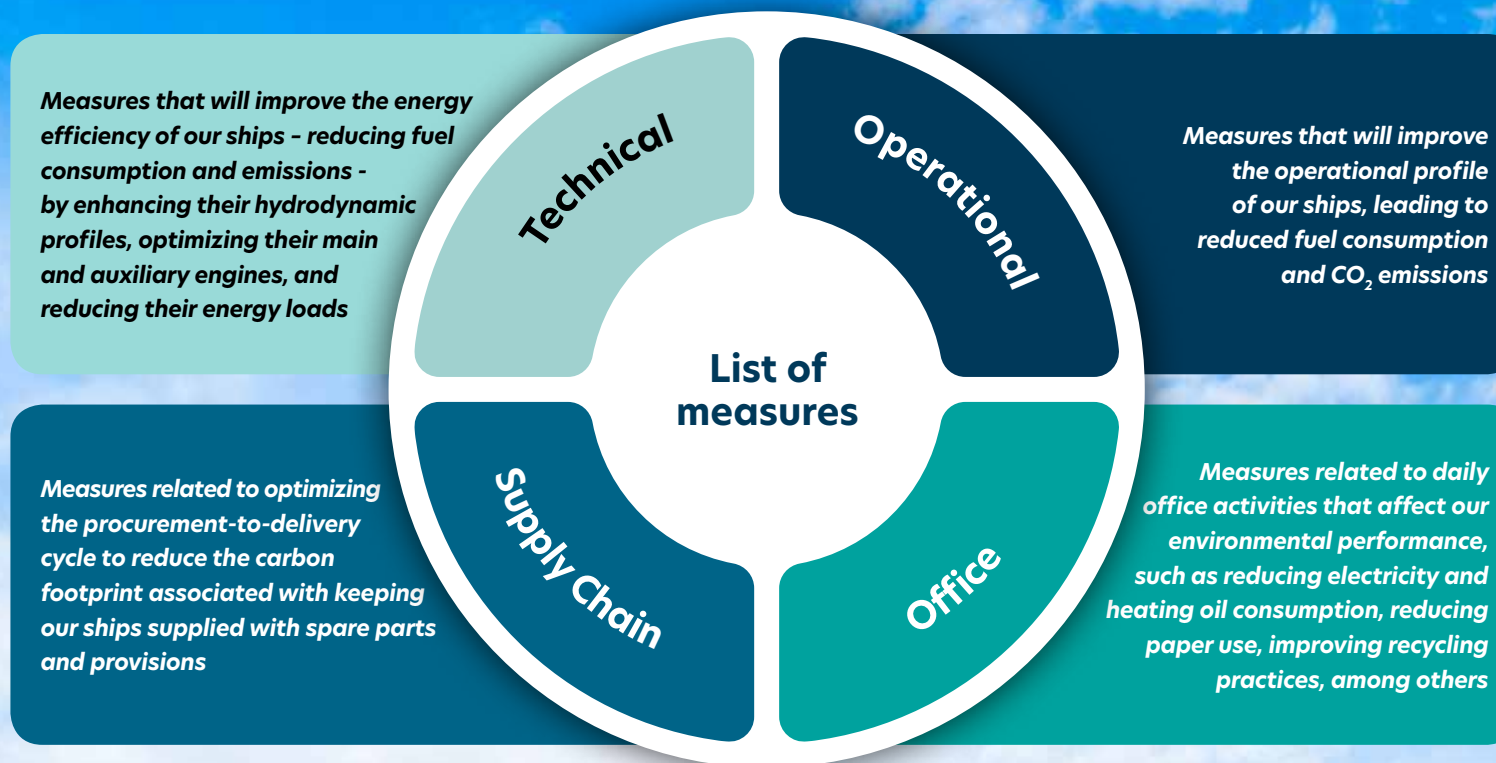 Measures that will improve the energy
efficiency of our ships – reducing fuel
consumption and emissions -
by enhancing their hydrodynamic
profiles, optimizing their main
and auxiliary engines, and
reducing their energy loads
Technical
Operational
Measures that will improve
the operational profile
of our ships, leading to
reduced fuel consumption
and CO₂ emissions
List of
measures
Measures related to optimizing
the procurement-to-delivery
cycle to reduce the carbon
footprint associated with keeping
our ships supplied with spare parts
and provisions
Supply Chain
Office
Measures related to daily
office activities that affect our
environmental performance,
such as reducing electricity and
heating oil consumption, reducing
paper use, improving recycling
practices, among others